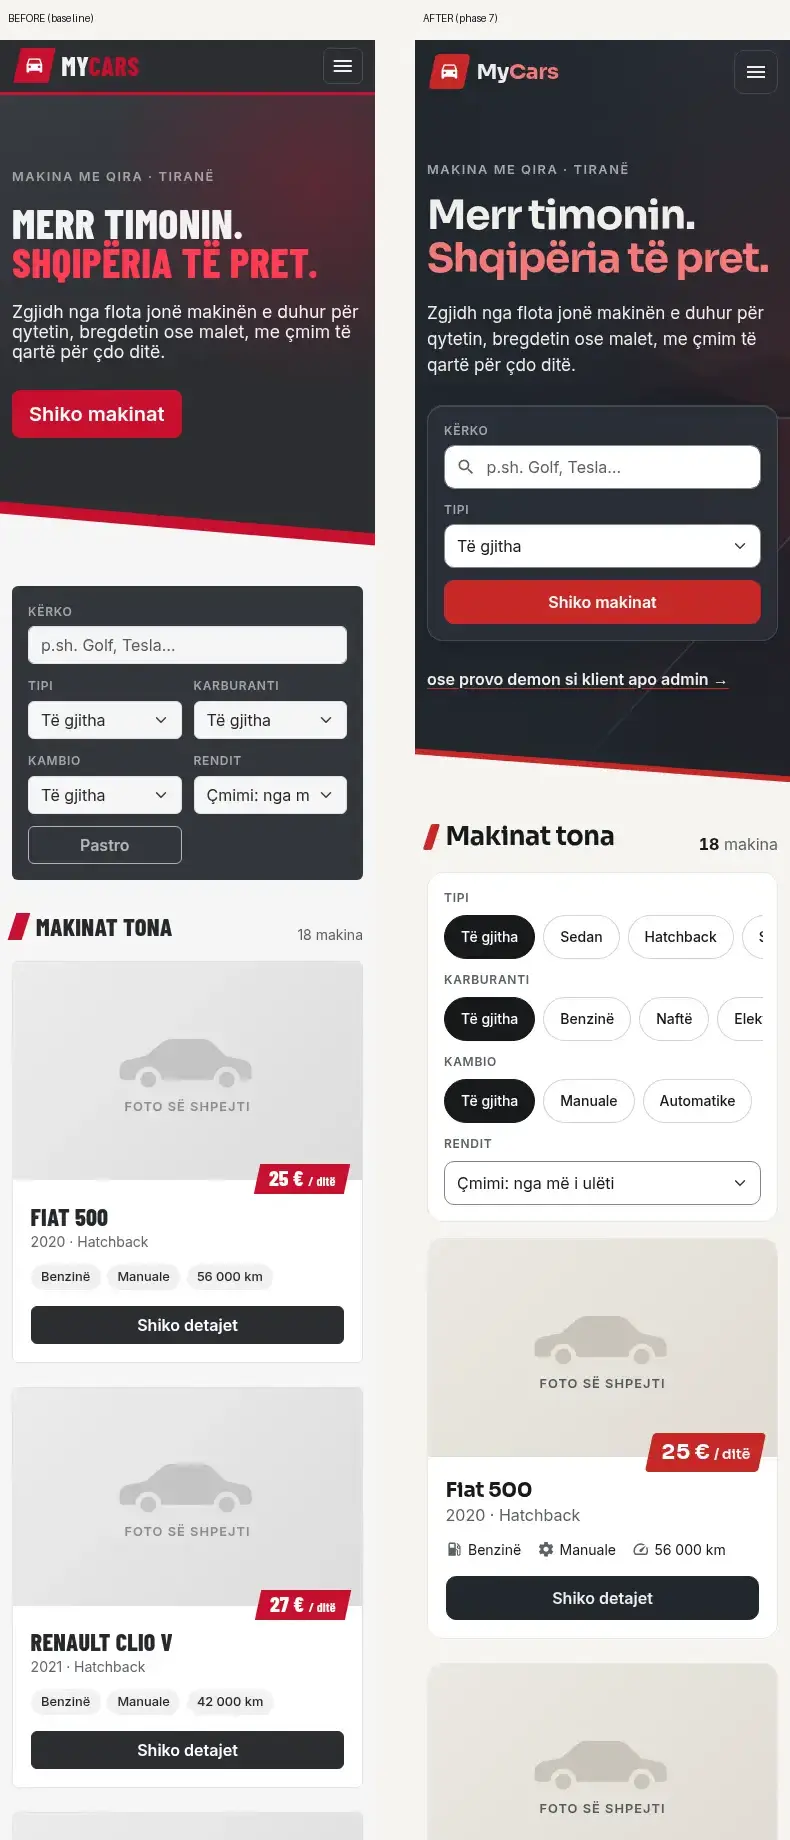 BEFORE (baseline)
MYCARS
MAKINA ME QIRA · TIRANË
MERR TIMONIN.
SHQIPËRIA TË PRET.
Zgjidh nga flota jonë makinën e duhur për
qytetin, bregdetin ose malet, me çmim të
qartë për çdo ditë.
Shiko makinat
KËRKO
p.sh. Golf, Tesla...
TIPI KARBURANTI
Të gjitha Të gjitha
KAMBIO RENDIT
Të gjitha Çmimi: nga m
Pastro
MAKINAT TONA 18 makina
FOTO SË SHPEJTI
25 € / ditë
FIAT 500
2020 · Hatchback
Benzinë Manuale 56 000 km
Shiko detajet
FOTO SË SHPEJTI
27 € / ditë
RENAULT CLIO V
2021 · Hatchback
Benzinë Manuale 42 000 km
Shiko detajet
AFTER (phase 7)
MyCars
MAKINA ME QIRA · TIRANË
Merr timonin.
Shqipëria të pret.
Zgjidh nga flota jonë makinën e duhur për
qytetin, bregdetin ose malet, me çmim të
qartë për çdo ditë.
KËRKO
p.sh. Golf, Tesla...
TIPI
Të gjitha
Shiko makinat
ose provo demon si klient apo admin →
Makinat tona 18 makina
TIPI
Të gjitha Sedan Hatchback
KARBURANTI
Të gjitha Benzinë Naftë Elek
KAMBIO
Të gjitha Manuale Automatike
RENDIT
Çmimi: nga më i ulëti
FOTO SË SHPEJTI
25 € / ditë
Fiat 500
2020 · Hatchback
Benzinë Manuale 56 000 km
Shiko detajet
FOTO SË SHPEJTI